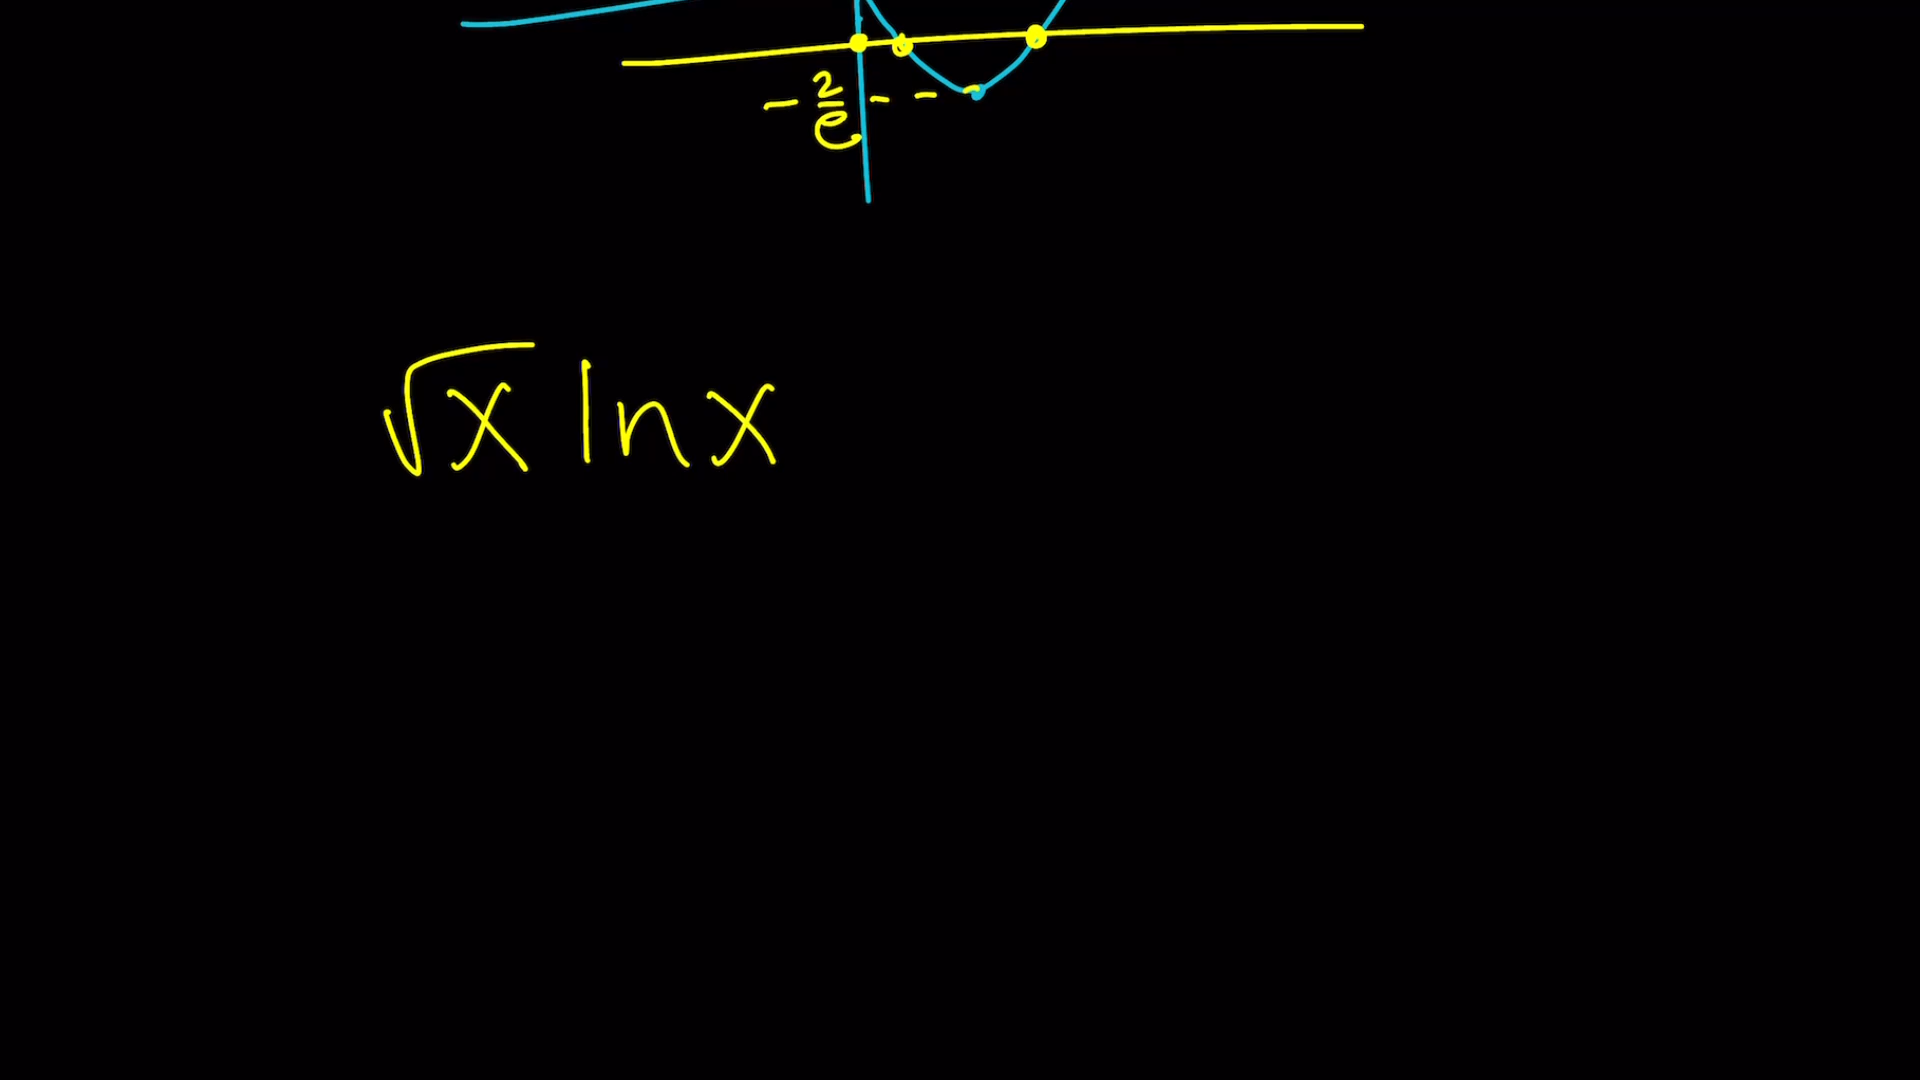 - 2/e
√x ln x